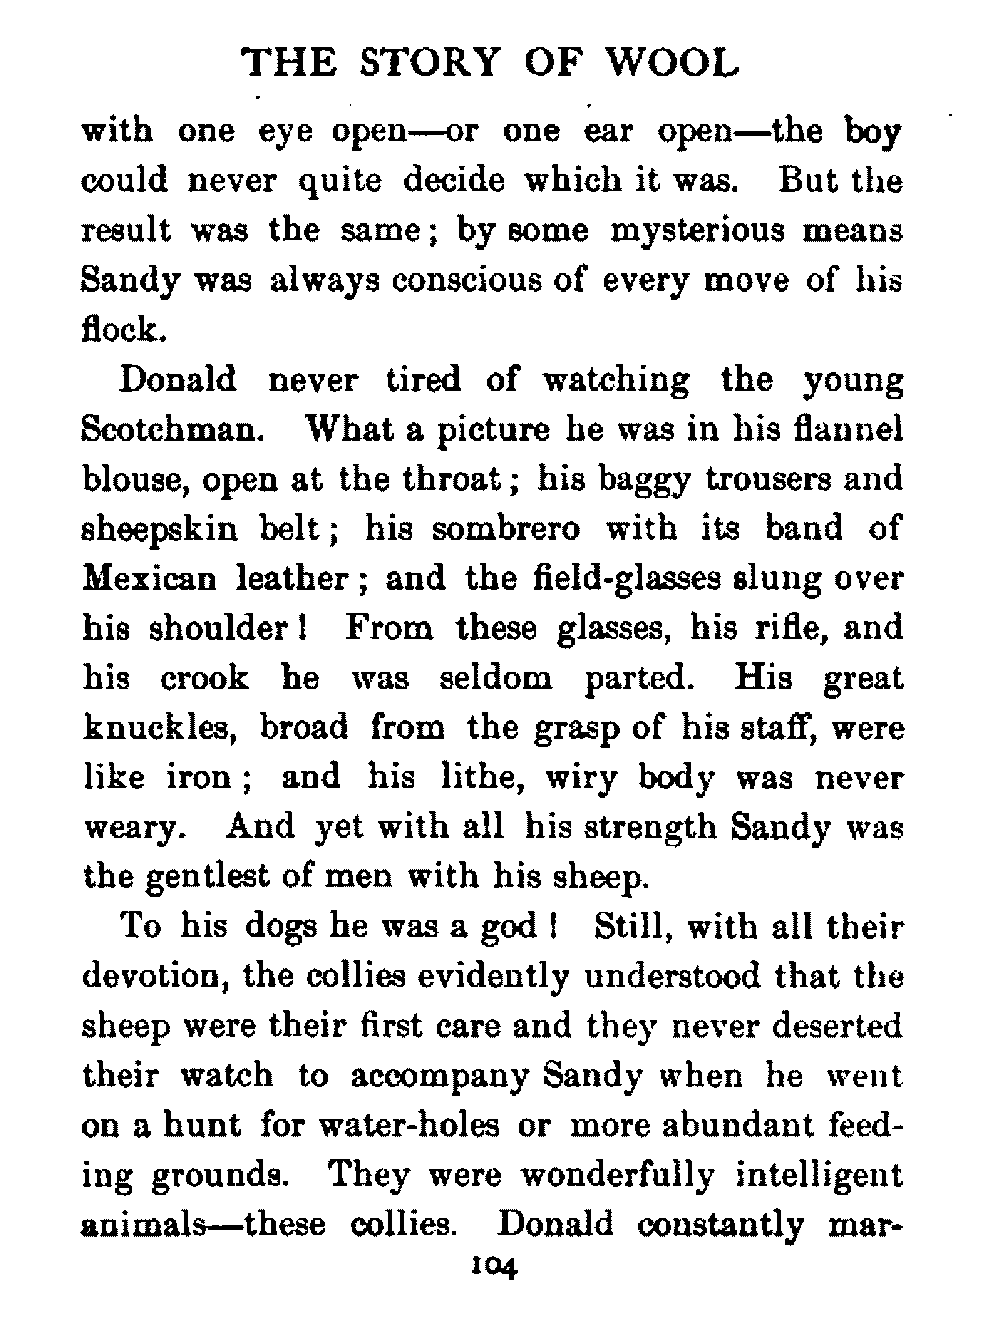 THE STORY OF WOOL
with one eye open—or one ear open—the boy
could never quite decide which it was. But the
result was the same; by some mysterious means
Sandy was always conscious of every move of his
flock.
Donald never tired of watching the young
Scotchman. What a picture he was in his flannel
blouse, open at the throat; his baggy trousers and
sheepskin belt; his sombrero with its band of
Mexican leather; and the field-glasses slung over
his shoulder! From these glasses, his rifle, and
his crook he was seldom parted. His great
knuckles, broad from the grasp of his staff, were
like iron; and his lithe, wiry body was never
weary. And yet with all his strength Sandy was
the gentlest of men with his sheep.
To his dogs he was a god! Still, with all their
devotion, the collies evidently understood that the
sheep were their first care and they never deserted
their watch to accompany Sandy when he went
on a hunt for water-holes or more abundant feed-
ing grounds. They were wonderfully intelligent
animals—these collies. Donald constantly mar-
104